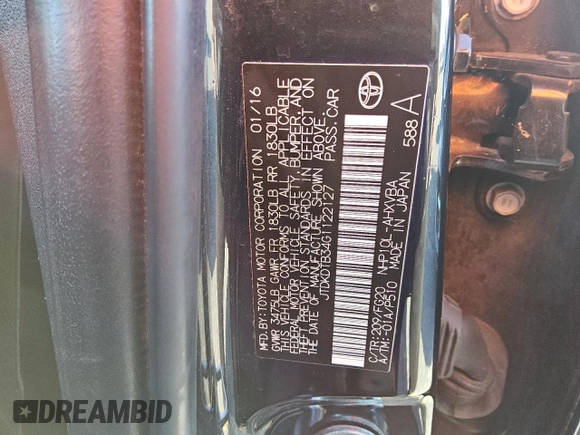 MFD.BY:TOYOTA MOTOR CORPORATION 01/16
GVWR 3475LB GAWR FR 1830LB RR 1830LB
THIS VEHICLE CONFORMS TO ALL APPLICABLE
FEDERAL MOTOR VEHICLE SAFETY, BUMPER, AND
THEFT PREVENTION STANDARDS IN EFFECT ON
THE DATE OF MANUFACTURE SHOWN ABOVE.
JTDKDTB34G1122127 PASS.CAR
C/TR:209/FG20 NHP10L-AHXVBA
A/TM:-01A/P510 MADE IN JAPAN
588 A
DREAMBID